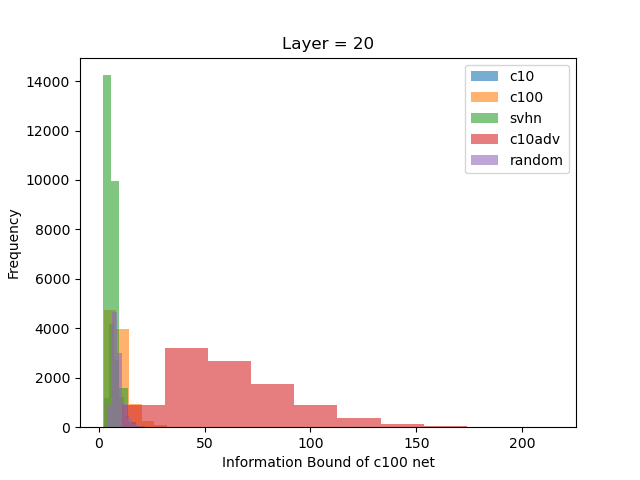 Layer = 20
14000
12000
10000
8000
6000
4000
2000
0
Frequency
c10
c100
svhn
c10adv
random
0 50 100 150 200
Information Bound of c100 net